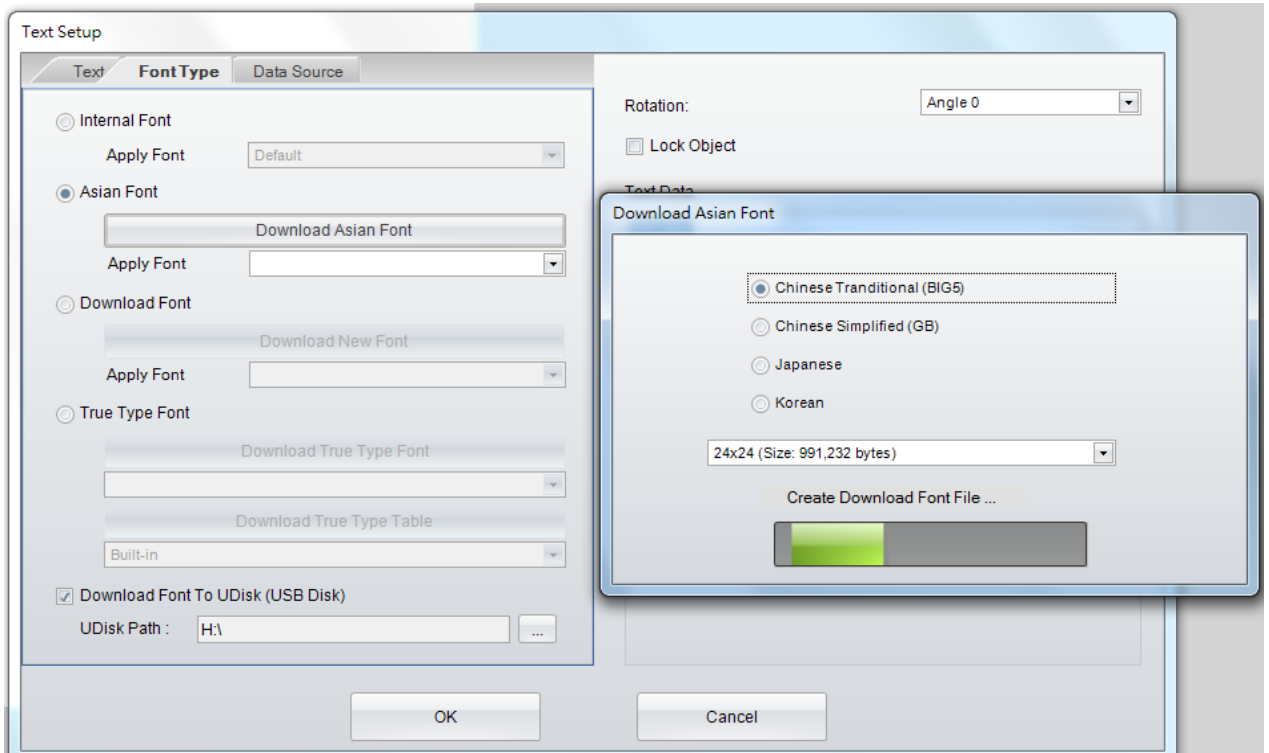 Text Setup
Text
Font Type
Data Source
Internal Font
Apply Font
Default
Asian Font
Download Asian Font
Apply Font
Download Font
Download New Font
Apply Font
True Type Font
Download True Type Font
Download True Type Table
Built-in
Download Font To UDisk (USB Disk)
UDisk Path :
H:\
...
Rotation:
Angle 0
Lock Object
Text Data
Download Asian Font
Chinese Tranditional (BIG5)
Chinese Simplified (GB)
Japanese
Korean
24x24 (Size: 991,232 bytes)
Create Download Font File ...
OK
Cancel